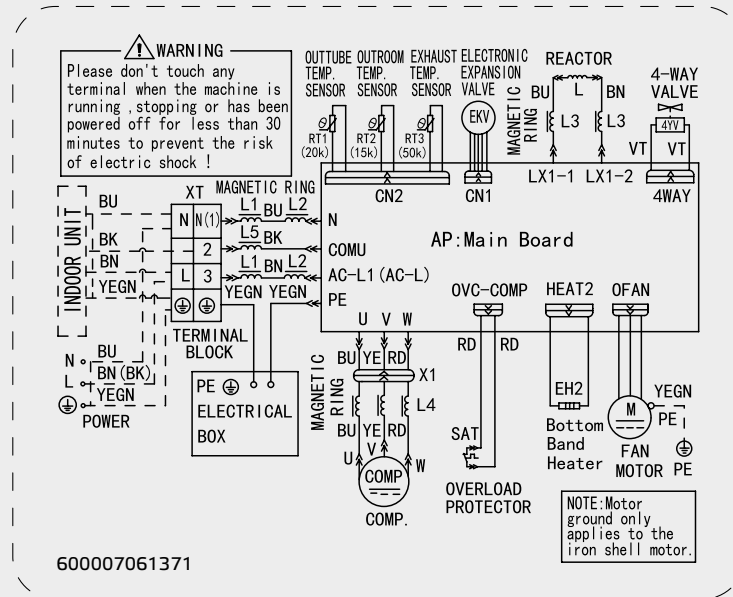 WARNING
Please don't touch any
terminal when the machine is
running ,stopping or has been
powered off for less than 30
minutes to prevent the risk
of electric shock !
OUTTUBE
TEMP.
SENSOR
OUTROOM
TEMP.
SENSOR
EXHAUST
TEMP.
SENSOR
ELECTRONIC
EXPANSION
VALVE
REACTOR
4-WAY
VALVE
θ
RT1
(20k)
θ
RT2
(15k)
θ
RT3
(50k)
EKV
MAGNETIC
RING
BU
L
BN
L3
L3
4YV
VT
VT
CN2
CN1
LX1-1
LX1-2
4WAY
INDOOR UNIT
BU
BK
BN
YEGN
XT
N
N(1)
2
L
3
TERMINAL
BLOCK
MAGNETIC RING
L1
BU
L2
L5
BK
L1
BN
L2
YEGN
YEGN
N
COMU
AC-L1(AC-L)
PE
AP:Main Board
OVC-COMP
HEAT2
OFAN
U
V
W
N
BU
L
BN(BK)
YEGN
POWER
PE
ELECTRICAL
BOX
MAGNETIC
RING
BU
YE
RD
X1
L4
BU
YE
RD
U
V
W
COMP
COMP.
RD
RD
SAT
OVERLOAD
PROTECTOR
EH2
Bottom
Band
Heater
M
FAN
MOTOR
YEGN
PE
PE
NOTE:Motor
ground only
applies to the
iron shell motor.
600007061371